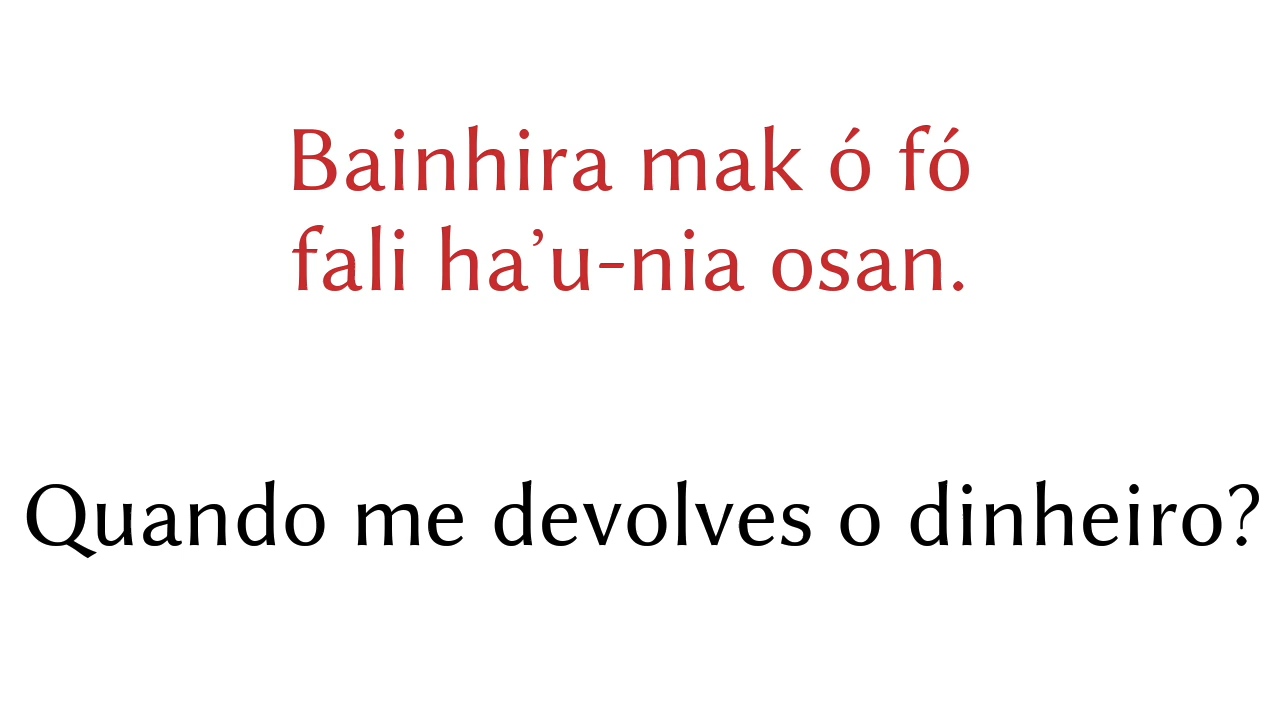 Bainhira mak ó fó
fali ha’u-nia osan.
Quando me devolves o dinheiro?